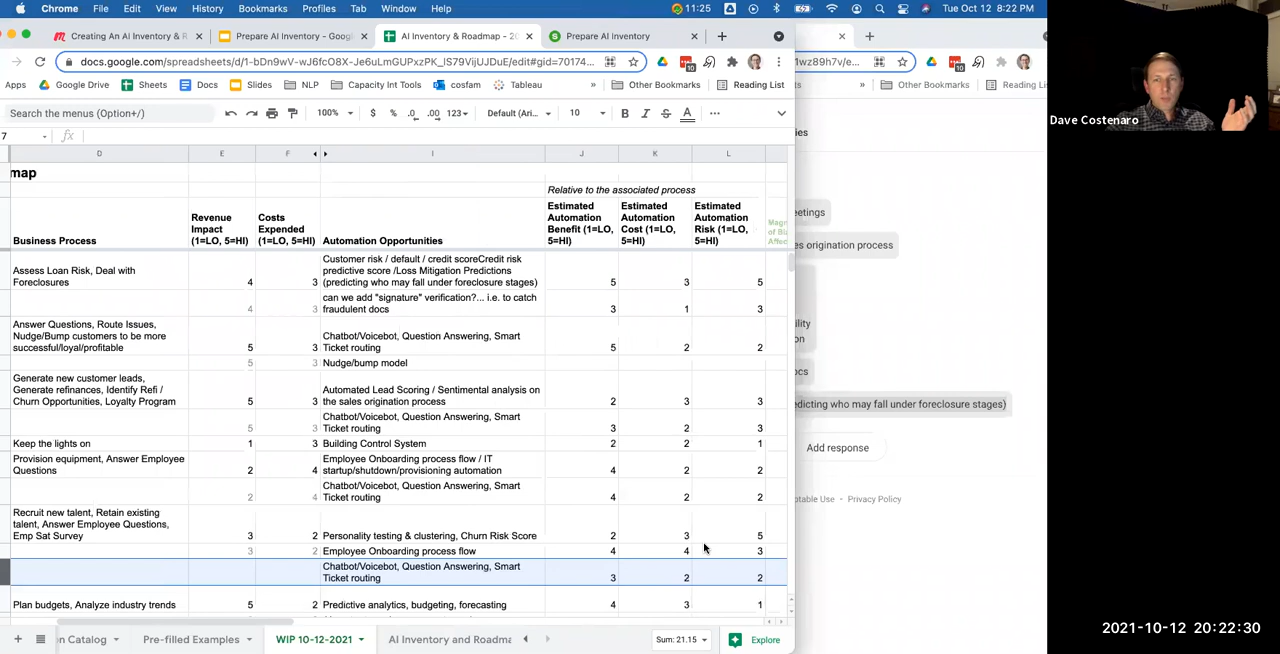 Chrome File Edit View History Bookmarks Profiles Tab Window Help 11:25 Tue Oct 12 8:22 PM
Creating An AI Inventory & R
Prepare AI Inventory - Google
AI Inventory & Roadmap - 20
Prepare AI Inventory
docs.google.com/spreadsheets/d/1-bDn9wV-wJ6fcO8X-Je6uLmGUPxzPK_lS79VijUJDuE/edit#gid=70174...
1wz89h7v/e...
Apps Google Drive Sheets Docs Slides NLP Capacity Int Tools cosfam Tableau » Other Bookmarks Reading List
» Other Bookmarks Reading Lis
Search the menus (Option+/) 100% $ % .0 .00 123 Default (Ari... 10 B I S A
7 fx
D E F I J K L
map
Relative to the associated process
Business Process
Revenue Impact (1=LO, 5=HI)
Costs Expended (1=LO, 5=HI)
Automation Opportunities
Estimated Automation Benefit (1=LO, 5=HI)
Estimated Automation Cost (1=LO, 5=HI)
Estimated Automation Risk (1=LO, 5=HI)
Assess Loan Risk, Deal with
Foreclosures 4 3
Customer risk / default / credit scoreCredit risk
predictive score /Loss Mitigation Predictions
(predicting who may fall under foreclosure stages) 5 3 5
can we add "signature" verification?... i.e. to catch
4 3 fraudulent docs 3 1 3
Answer Questions, Route Issues,
Nudge/Bump customers to be more
successful/loyal/profitable 5 3
Chatbot/Voicebot, Question Answering, Smart
Ticket routing 5 2 2
5 3 Nudge/bump model
Generate new customer leads,
Generate refinances, Identify Refi /
Churn Opportunities, Loyalty Program 5 3
Automated Lead Scoring / Sentimental analysis on
the sales origination process 2 3 3
Chatbot/Voicebot, Question Answering, Smart
5 3 Ticket routing 3 2 3
Keep the lights on 1 3 Building Control System 2 2 1
Provision equipment, Answer Employee
Questions 2 4
Employee Onboarding process flow / IT
startup/shutdown/provisioning automation 4 2 2
Chatbot/Voicebot, Question Answering, Smart
2 4 Ticket routing 4 2 2
Recruit new talent, Retain existing
talent, Answer Employee Questions,
Emp Sat Survey 3 2 Personality testing & clustering, Churn Risk Score 2 3 5
3 2 Employee Onboarding process flow 4 4 3
Chatbot/Voicebot, Question Answering, Smart
Ticket routing 3 2 2
Plan budgets, Analyze industry trends 5 2 Predictive analytics, budgeting, forecasting 4 3 1
n Catalog Pre-filled Examples WIP 10-12-2021 AI Inventory and Roadma Sum: 21.15 Explore
ies
eetings
es origination process
ility
on
ocs
edicting who may fall under foreclosure stages)
Add response
ptable Use - Privacy Policy
Dave Costenaro
2021-10-12 20:22:30